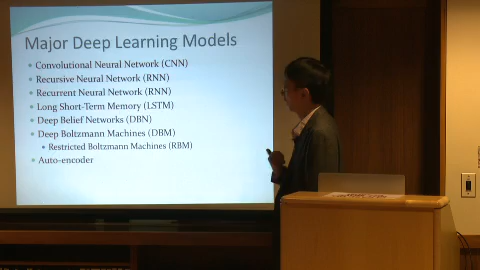 Major Deep Learning Models
Convolutional Neural Network (CNN)
Recursive Neural Network (RNN)
Recurrent Neural Network (RNN)
Long Short-Term Memory (LSTM)
Deep Belief Networks (DBN)
Deep Boltzmann Machines (DBM)
Restricted Boltzmann Machines (RBM)
Auto-encoder